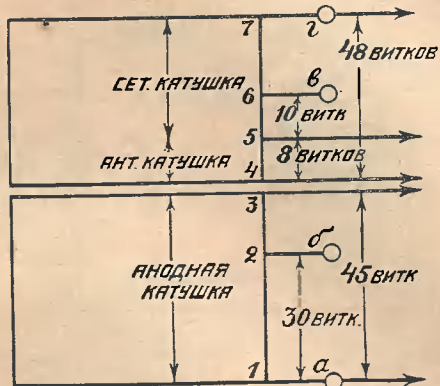 7 г
48 ВИТКОВ
СЕТ. КАТУШКА
6 в
10 ВИТК
5
АНТ. КАТУШКА
8 ВИТКОВ
4
3
2 б
АНОДНАЯ
КАТУШКА
45 ВИТК
30 ВИТК.
1 а